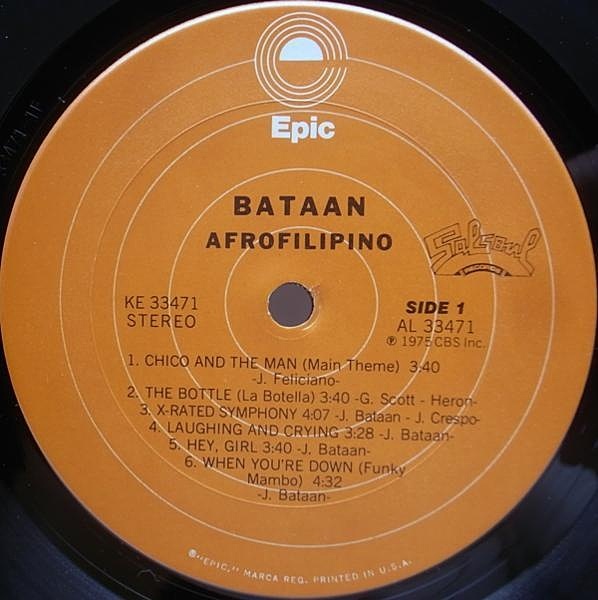 Epic
BATAAN
AFROFILIPINO
Salsoul
RECORDS
KE 33471
STEREO
SIDE 1
AL 33471
℗ 1975 CBS Inc.
1. CHICO AND THE MAN (Main Theme) 3:40
-J. Feliciano-
2. THE BOTTLE (La Botella) 3:40 -G. Scott - Heron-
3. X-RATED SYMPHONY 4:07 -J. Bataan - J. Crespo-
4. LAUGHING AND CRYING 3:28 -J. Bataan-
5. HEY, GIRL 3:40 -J. Bataan-
6. WHEN YOU'RE DOWN (Funky
Mambo) 4:32
-J. Bataan-
®"EPIC," MARCA REG. PRINTED IN U.S.A.